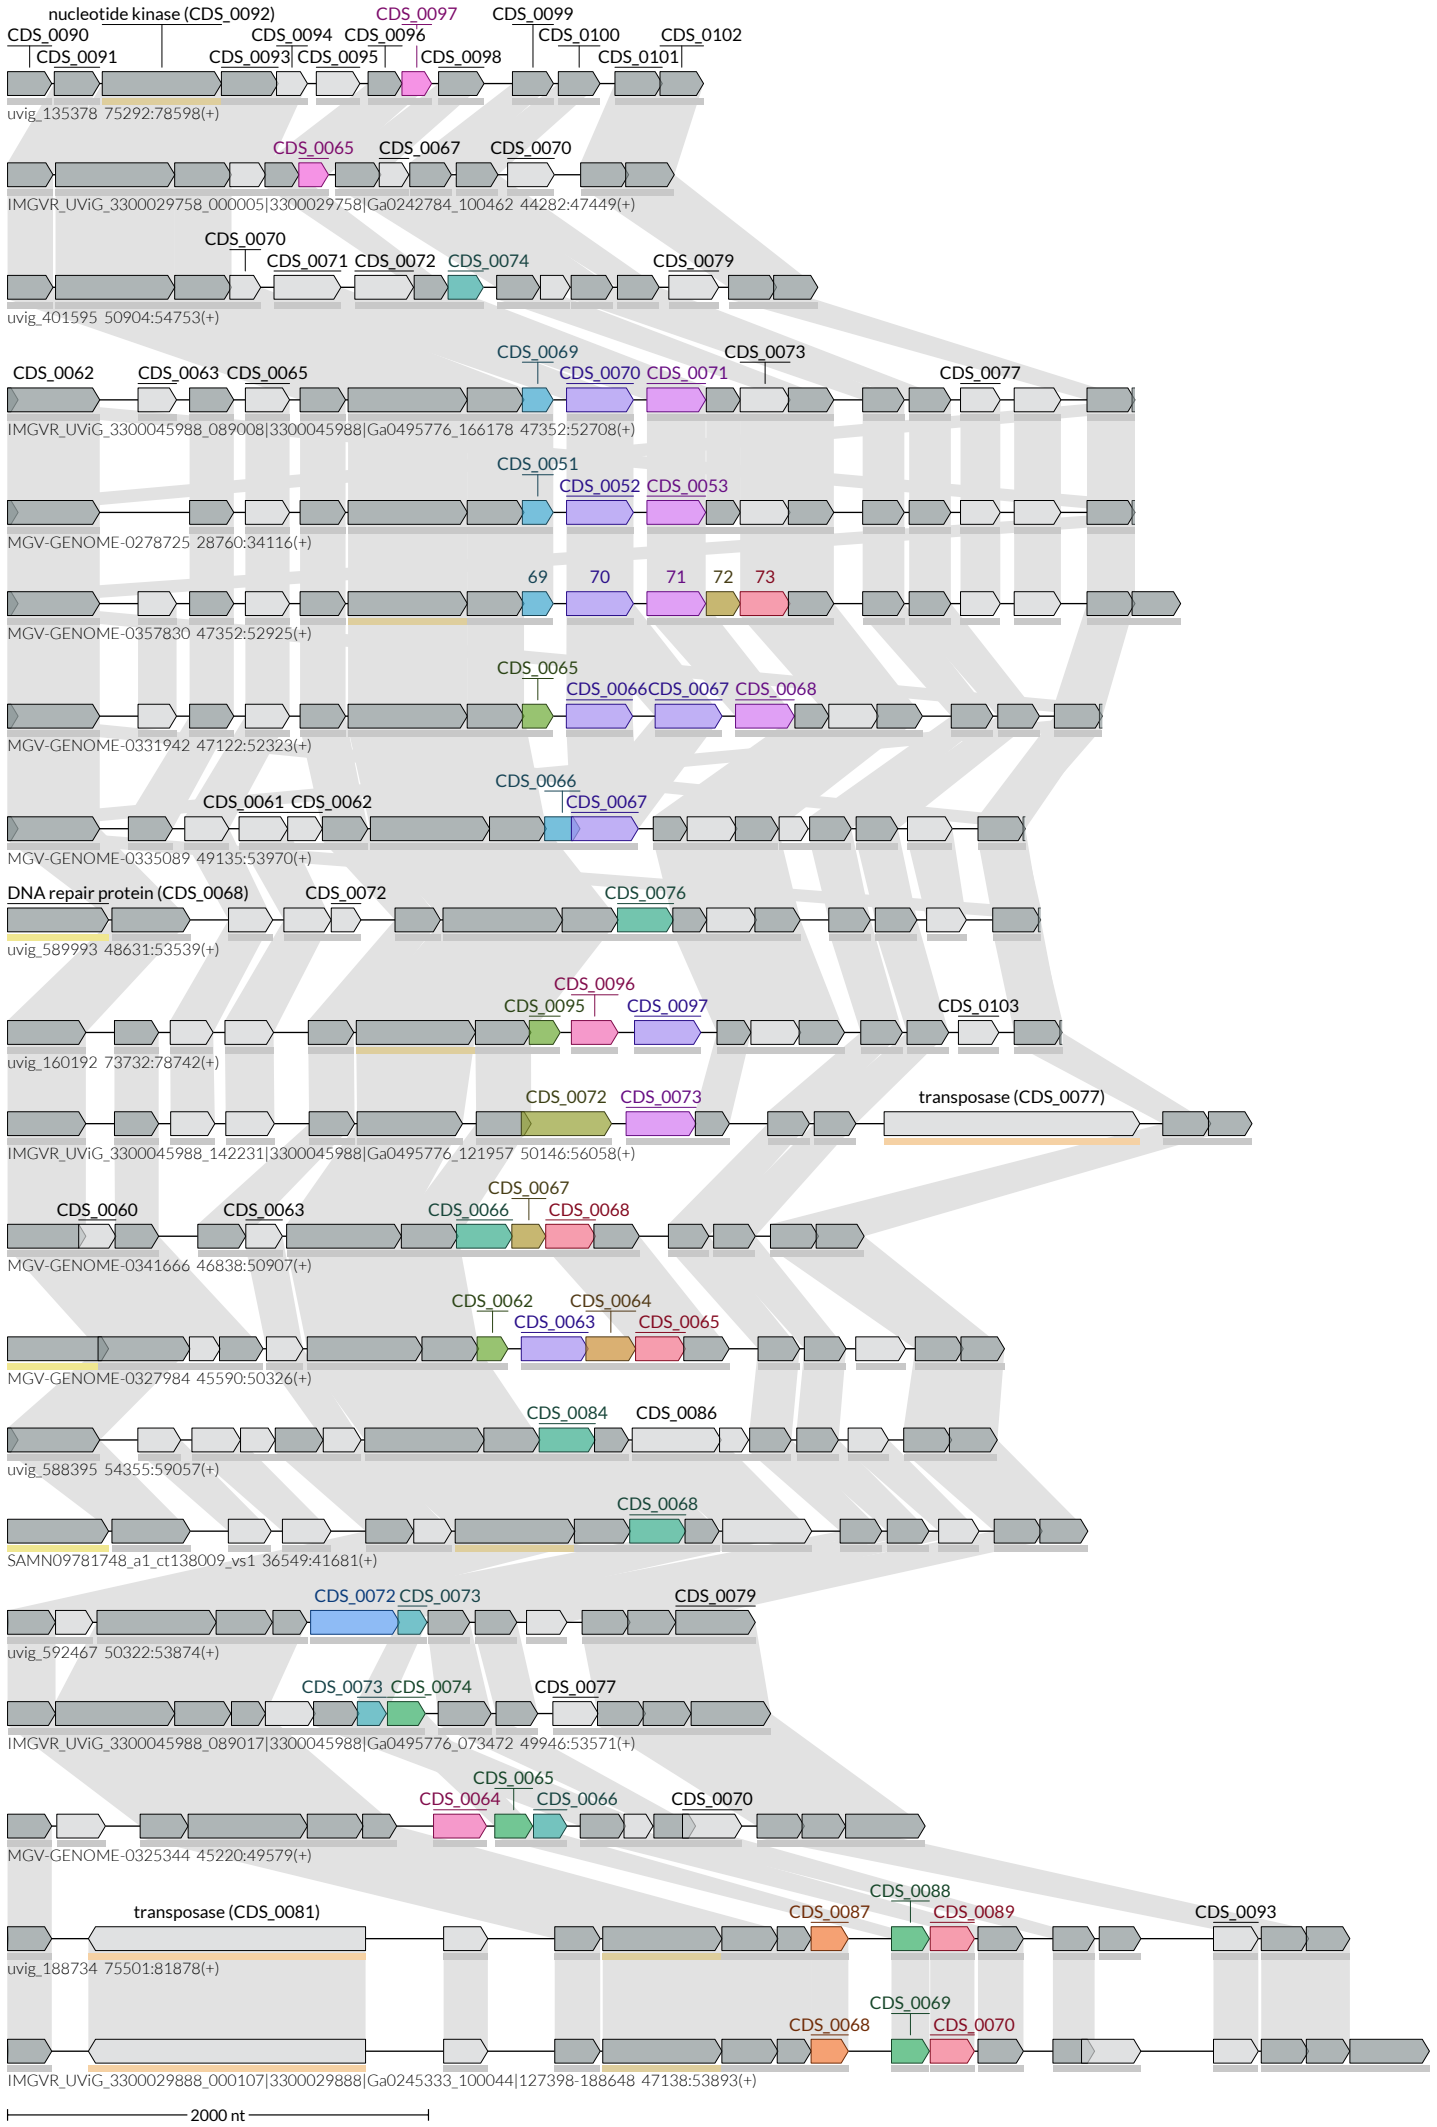 nucleotide kinase (CDS_0092) CDS_0097 CDS_0099
CDS_0090 CDS_0094 CDS_0096 CDS_0100 CDS_0102
CDS_0091 CDS_0093 CDS_0095 CDS_0098 CDS_0101
uvig_135378 75292:78598(+)
CDS_0065 CDS_0067 CDS_0070
IMGVR_UViG_3300029758_000005|3300029758|Ga0242784_100462 44282:47449(+)
CDS_0070
CDS_0071 CDS_0072 CDS_0074 CDS_0079
uvig_401595 50904:54753(+)
CDS_0069 CDS_0073
CDS_0062 CDS_0063 CDS_0065 CDS_0070 CDS_0071 CDS_0077
IMGVR_UViG_3300045988_089008|3300045988|Ga0495776_166178 47352:52708(+)
CDS_0051
CDS_0052 CDS_0053
MGV-GENOME-0278725 28760:34116(+)
69 70 71 72 73
MGV-GENOME-0357830 47352:52925(+)
CDS_0065
CDS_0066 CDS_0067 CDS_0068
MGV-GENOME-0331942 47122:52323(+)
CDS_0066
CDS_0061 CDS_0062 CDS_0067
MGV-GENOME-0335089 49135:53970(+)
DNA repair protein (CDS_0068) CDS_0072 CDS_0076
uvig_589993 48631:53539(+)
CDS_0096
CDS_0095 CDS_0097 CDS_0103
uvig_160192 73732:78742(+)
CDS_0072 CDS_0073 transposase (CDS_0077)
IMGVR_UViG_3300045988_142231|3300045988|Ga0495776_121957 50146:56058(+)
CDS_0067
CDS_0060 CDS_0063 CDS_0066 CDS_0068
MGV-GENOME-0341666 46838:50907(+)
CDS_0062 CDS_0064
CDS_0063 CDS_0065
MGV-GENOME-0327984 45590:50326(+)
CDS_0084 CDS_0086
uvig_588395 54355:59057(+)
CDS_0068
SAMN09781748_a1_ct138009_vs1 36549:41681(+)
CDS_0072 CDS_0073 CDS_0079
uvig_592467 50322:53874(+)
CDS_0073 CDS_0074 CDS_0077
IMGVR_UViG_3300045988_089017|3300045988|Ga0495776_073472 49946:53571(+)
CDS_0065
CDS_0064 CDS_0066 CDS_0070
MGV-GENOME-0325344 45220:49579(+)
CDS_0088
transposase (CDS_0081) CDS_0087 CDS_0089 CDS_0093
uvig_188734 75501:81878(+)
CDS_0069
CDS_0068 CDS_0070
IMGVR_UViG_3300029888_000107|3300029888|Ga0245333_100044|127398-188648 47138:53893(+)
2000 nt